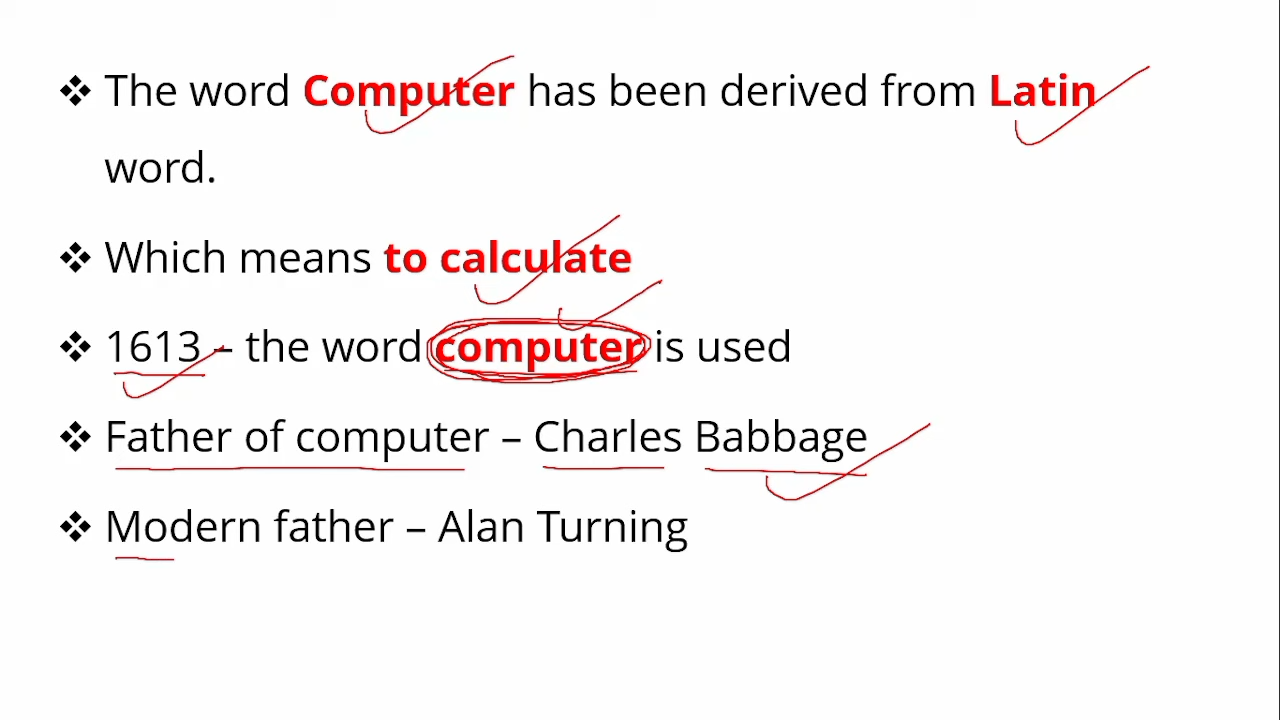 ❖ The word Computer has been derived from Latin
word.
❖ Which means to calculate
❖ 1613 – the word computer is used
❖ Father of computer – Charles Babbage
❖ Modern father – Alan Turning